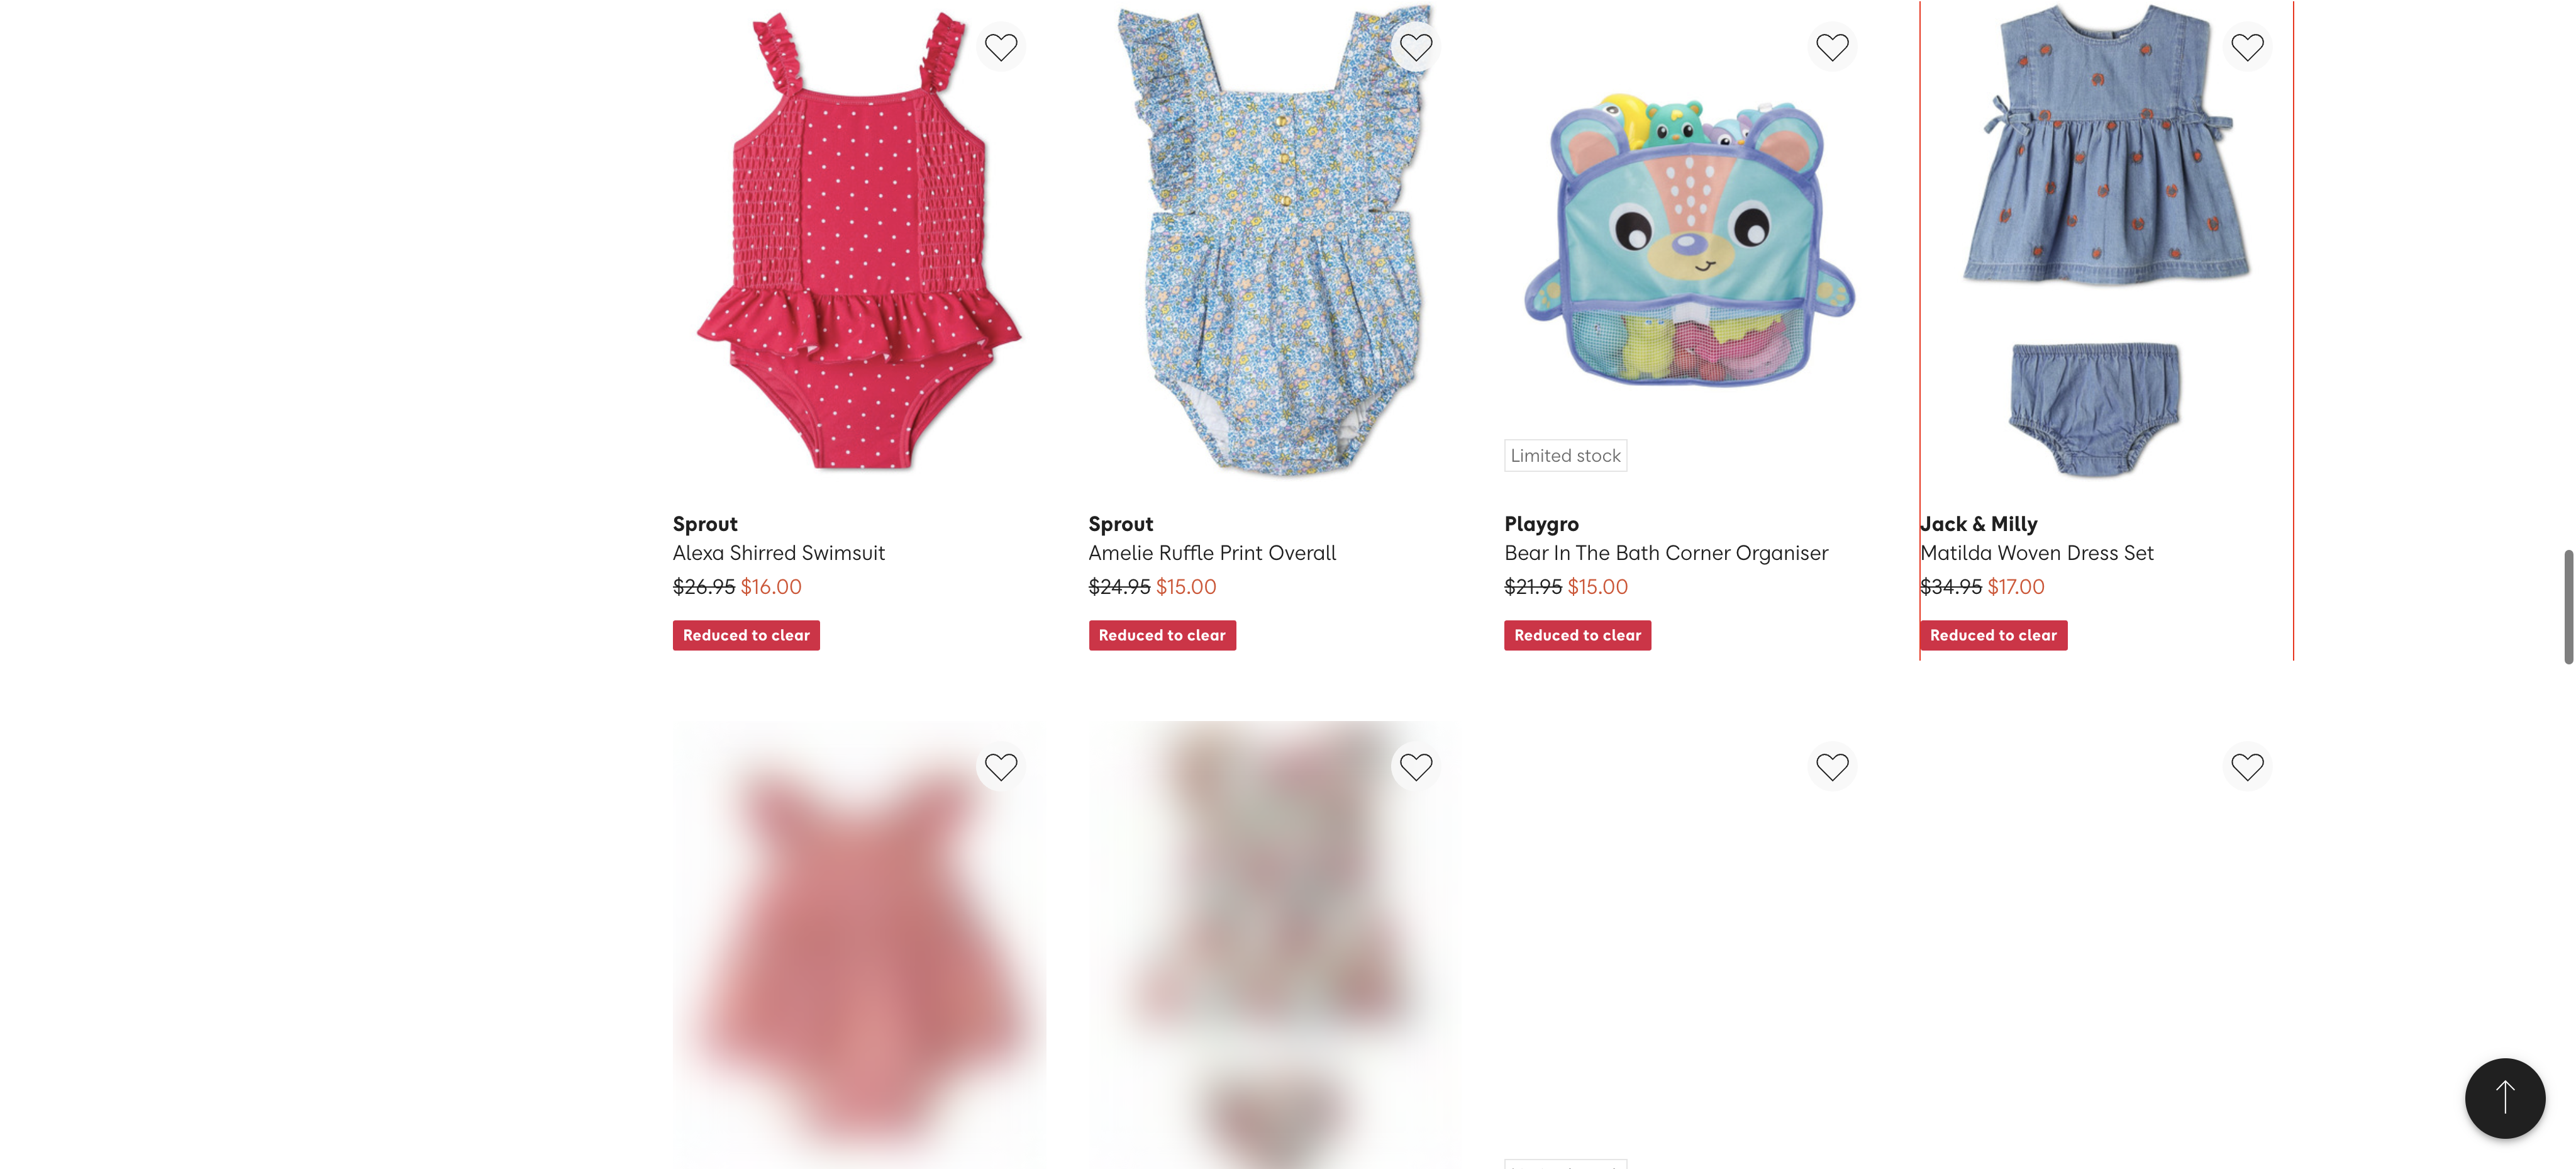 Limited stock
Sprout
Alexa Shirred Swimsuit
$26.95 $16.00
Reduced to clear
Sprout
Amelie Ruffle Print Overall
$24.95 $15.00
Reduced to clear
Playgro
Bear In The Bath Corner Organiser
$21.95 $15.00
Reduced to clear
Jack & Milly
Matilda Woven Dress Set
$34.95 $17.00
Reduced to clear